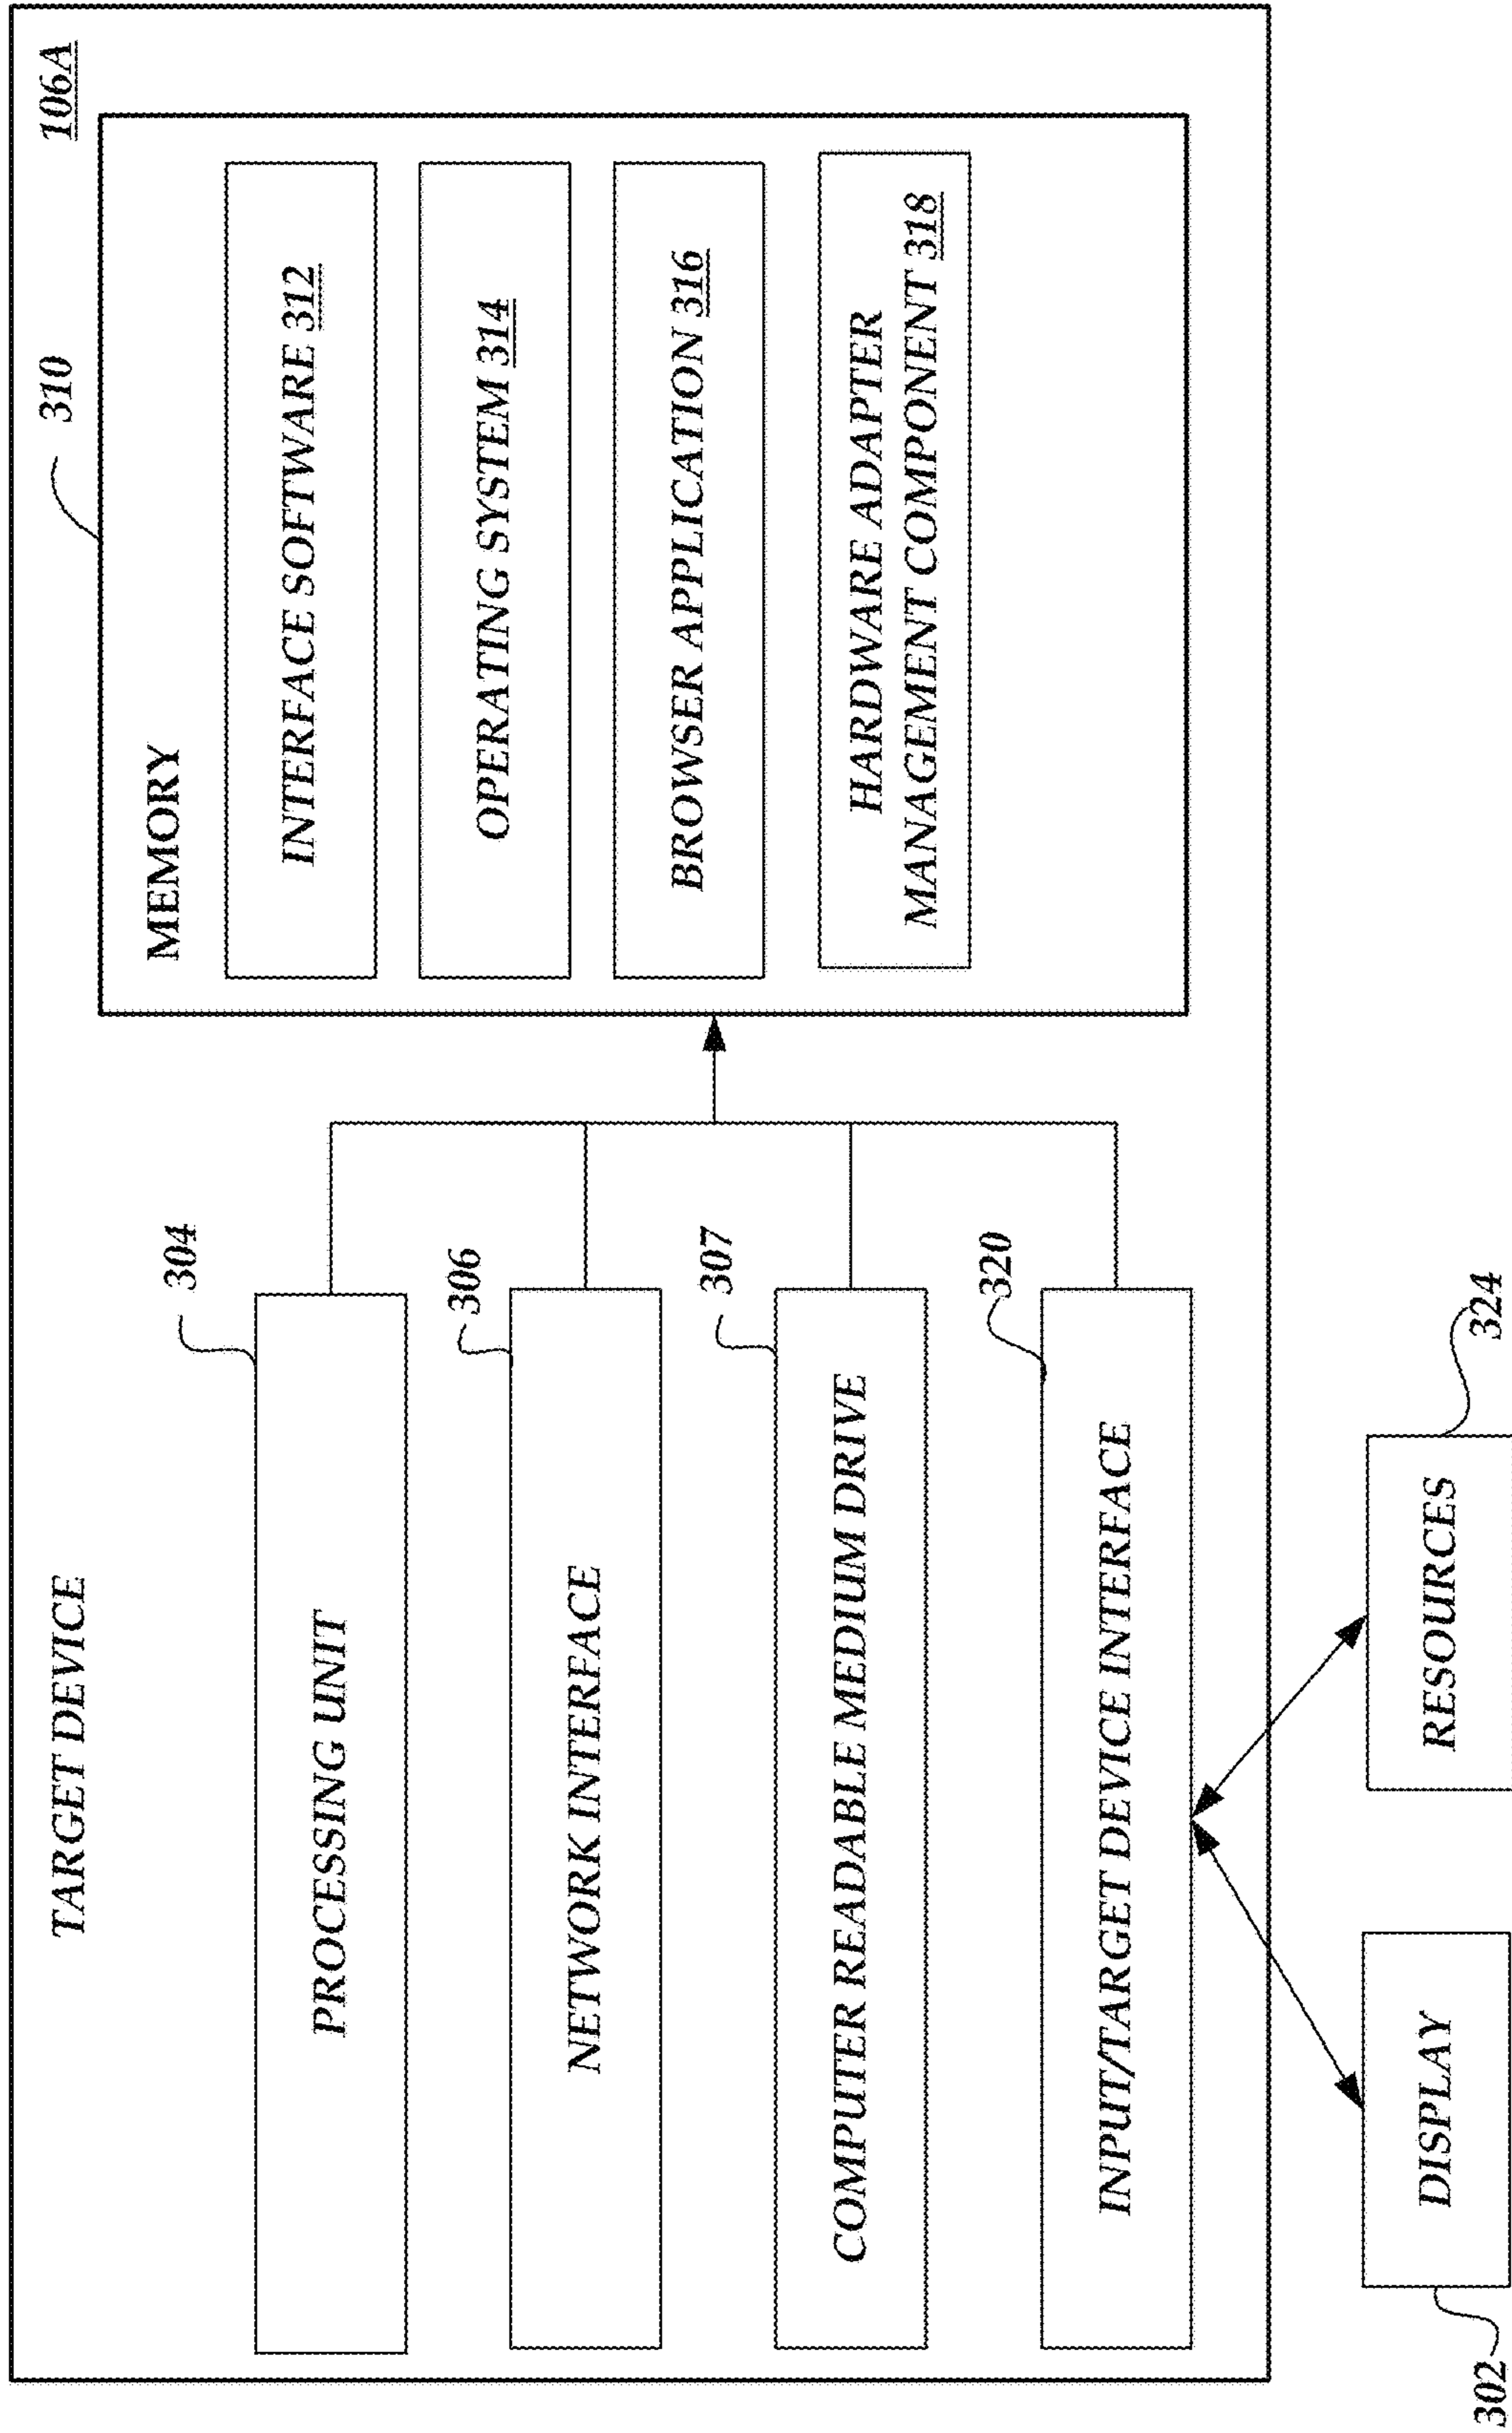 TARGET DEVICE
106A
310
304
PROCESSING UNIT
306
NETWORK INTERFACE
307
COMPUTER READABLE MEDIUM DRIVE
320
INPUT/TARGET DEVICE INTERFACE
MEMORY
INTERFACE SOFTWARE 312
OPERATING SYSTEM 314
BROWSER APPLICATION 316
HARDWARE ADAPTER
MANAGEMENT COMPONENT 318
302
DISPLAY
RESOURCES
324